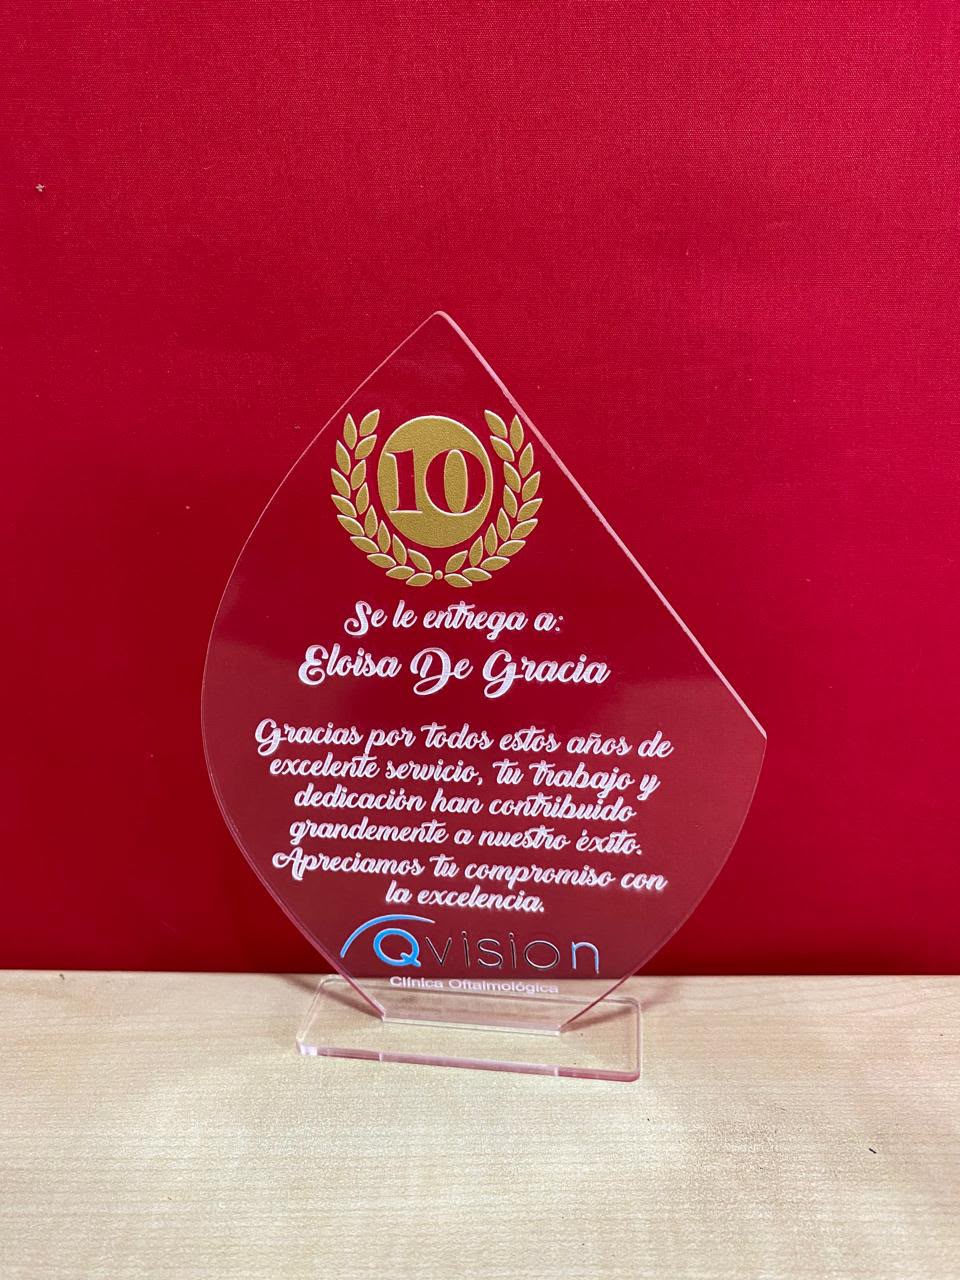 10
Se le entrega a:
Eloisa De Gracia
Gracias por todos estos años de
excelente servicio, tu trabajo y
dedicación han contribuido
grandemente a nuestro éxito.
Apreciamos tu compromiso con
la excelencia.
Qvision
Clínica Oftalmológica